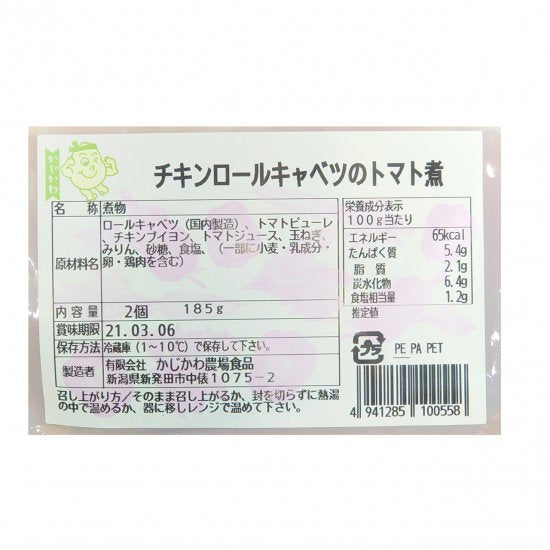 かじかわ
チキンロールキャベツのトマト煮
名 称 煮物
原材料名 ロールキャベツ（国内製造）、トマトピューレ
、チキンブイヨン、トマトジュース、玉ねぎ、
みりん、砂糖、食塩、（一部に小麦・乳成分・
卵・鶏肉を含む）
内容量 2個 185g
賞味期限 21.03.06
保存方法 冷蔵庫（1～10℃）で保存して下さい。
製造者 有限会社 かじかわ農場食品
新潟県新発田市中俵1075-2
召し上がり方／そのまま召し上がるか、封を切らずに熱湯
の中で温めるか、器に移しレンジで温めて下さい。
栄養成分表示
100g当たり
エネルギー 65kcal
たんぱく質 5.4g
脂 質 2.1g
炭水化物 6.4g
食塩相当量 1.2g
推定値
プラ PE PA PET
4 941285 100558